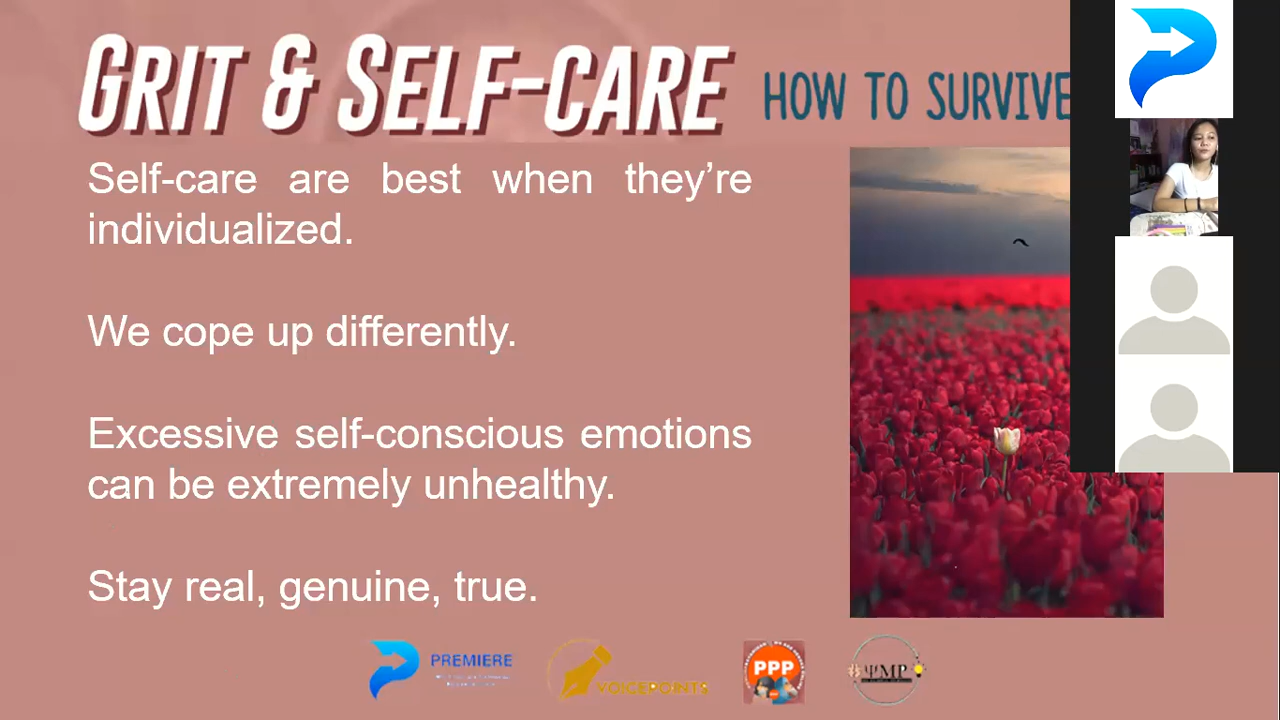 GRIT & SELF-CARE HOW TO SURVIVE
Self-care are best when they're
individualized.
We cope up differently.
Excessive self-conscious emotions
can be extremely unhealthy.
Stay real, genuine, true.
PREMIERE
VOICEPOINTS
PPP
ΨMP